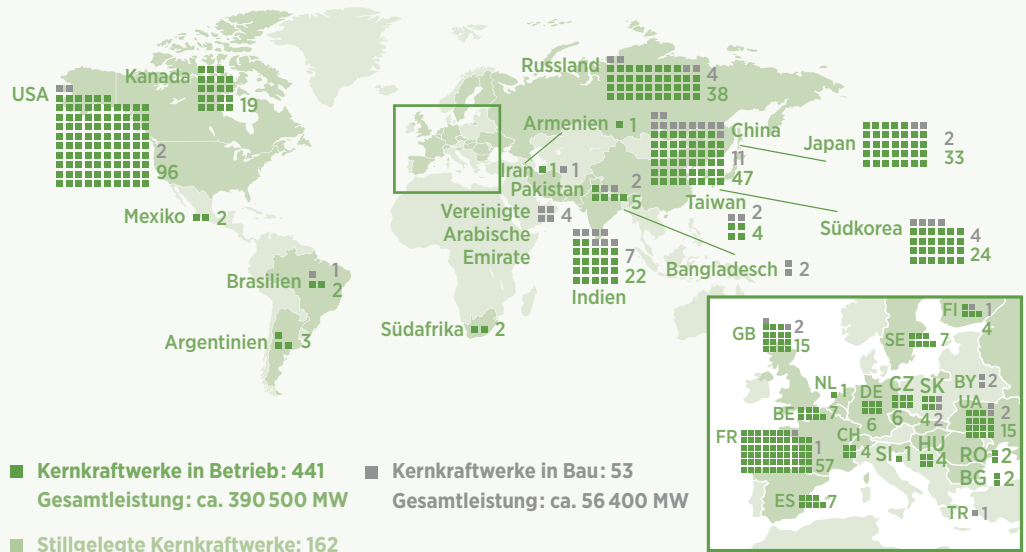 USA
2
96
Kanada
19
Mexiko
2
Brasilien
1
2
Argentinien
3
Südafrika
2
Russland
4
38
Armenien
1
Iran
1
1
Pakistan
2
5
Vereinigte
Arabische
Emirate
4
7
22
Indien
China
11
47
Taiwan
2
4
Bangladesch
2
Japan
2
33
Südkorea
4
24
GB
2
15
FI
1
4
SE
7
NL
1
DE
6
CZ
6
SK
4
2
BY
2
UA
2
15
BE
7
FR
1
57
CH
4
SI
1
HU
4
RO
2
BG
2
ES
7
TR
1
Kernkraftwerke in Betrieb: 441
Gesamtleistung: ca. 390 500 MW
Kernkraftwerke in Bau: 53
Gesamtleistung: ca. 56 400 MW
Stillgelegte Kernkraftwerke: 162